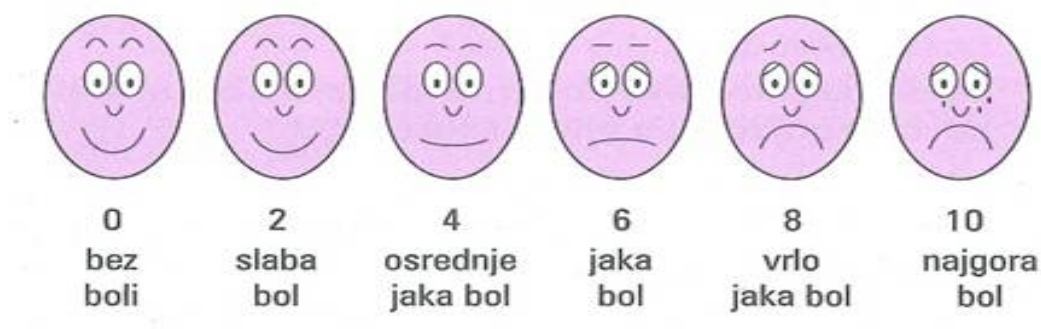 0 2 4 6 8 10
bez slaba osrednje jaka vrlo najgora
boli bol jaka bol bol jaka bol bol